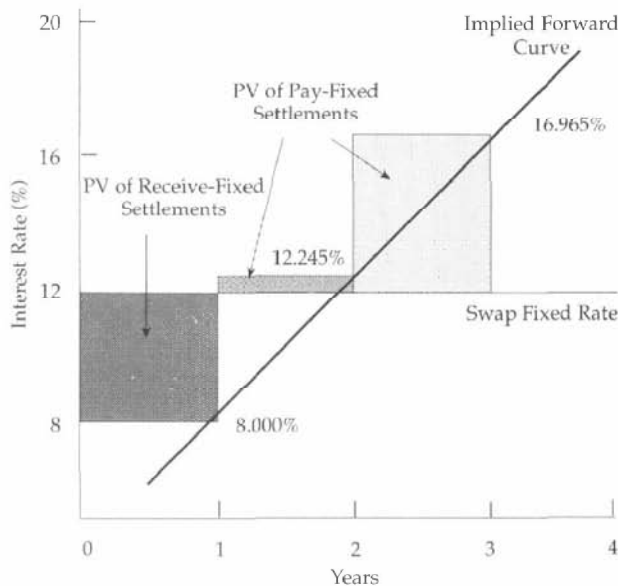 20
Implied Forward
Curve
PV of Pay-Fixed
Settlements
16.965%
16
PV of Receive-Fixed
Settlements
12.245%
Interest Rate (%)
12
Swap Fixed Rate
8
8.000%
0 1 2 3 4
Years